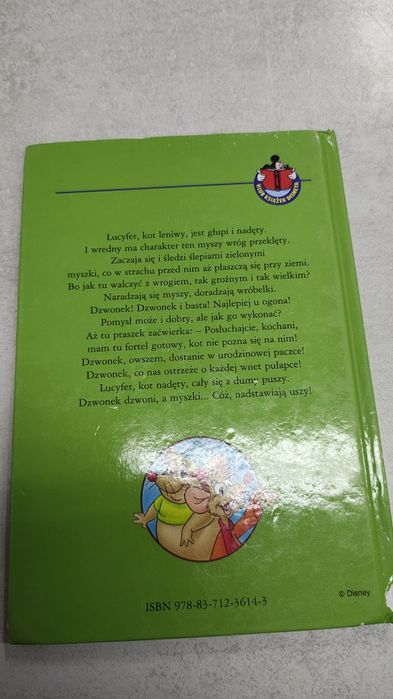 KLUB KSIĄŻEK DISNEYA
Lucyfer, kot leniwy, jest głupi i nadęty.
I wredny ma charakter ten myszy wróg przeklęty.
Zaczaja się i śledzi ślepiami zielonymi
myszki, co w strachu przed nim aż płaszczą się przy ziemi.
Bo jak tu walczyć z wrogiem, tak groźnym i tak wielkim?
Naradzają się myszy, doradzają wróbelki.
Dzwonek! Dzwonek i basta! Najlepiej u ogona!
Pomysł może i dobry, ale jak go wykonać?
Aż tu ptaszek zaćwierka: – Posłuchajcie, kochani,
mam tu fortel gotowy, kot nie pozna się na nim!
Dzwonek, owszem, dostanie w urodzinowej paczce!
Dzwonek, co nas ostrzeże o każdej wnet pułapce!
Lucyfer, kot nadęty, cały się z dumy puszy.
Dzwonek dzwoni, a myszki... Cóż, nadstawiają uszy!
ISBN 978-83-712-3614-3
© Disney